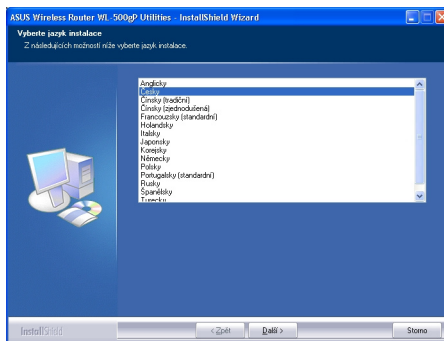 ASUS Wireless Router WL-500gP Utilities - InstallShield Wizard
Vyberte jazyk instalace
Z následujících možností níže vyberte jazyk instalace.
Anglicky
Česky
Čínsky (tradiční)
Čínsky (zjednodušená)
Francouzsky (standardní)
Holandsky
Italsky
Japonsky
Korejsky
Německy
Polsky
Portugalsky (standardní)
Rusky
Španělsky
Turecky
InstallShield
< Zpět
Další >
Storno